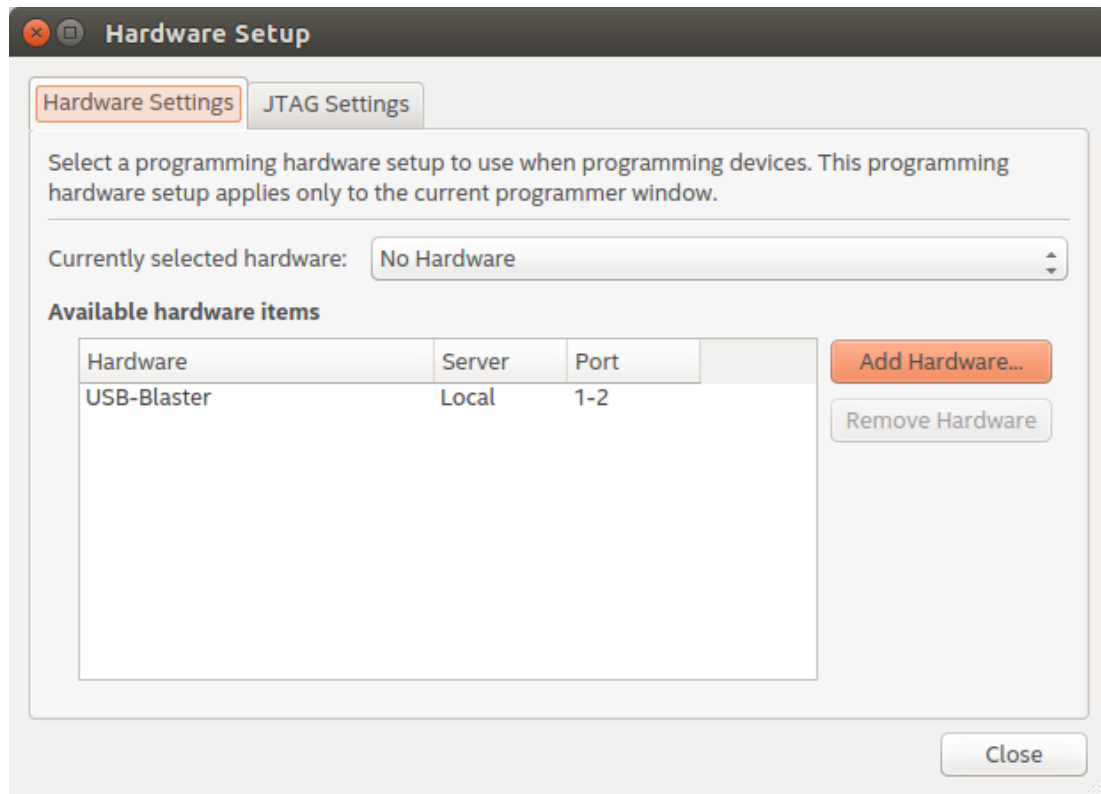 Hardware Setup
Hardware Settings JTAG Settings
Select a programming hardware setup to use when programming devices. This programming
hardware setup applies only to the current programmer window.
Currently selected hardware: No Hardware
Available hardware items
Hardware Server Port
Add Hardware...
USB-Blaster Local 1-2
Remove Hardware
Close